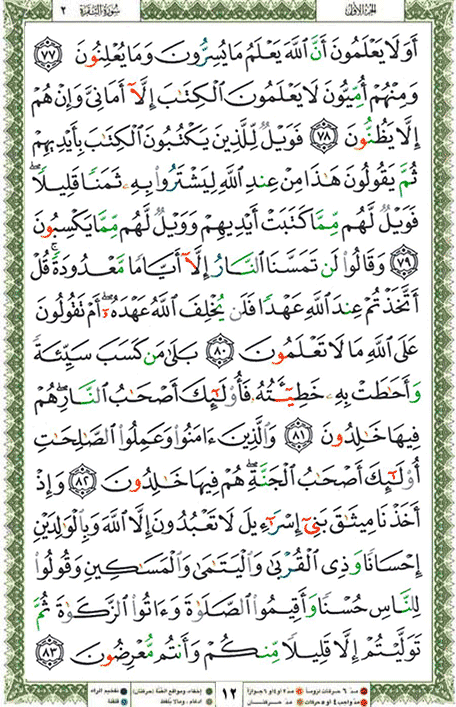 الجزء الأول سورة البقرة ٢
أَوَلَا يَعْلَمُونَ أَنَّ ٱللَّهَ يَعْلَمُ مَا يُسِرُّونَ وَمَا يُعْلِنُونَ ٧٧
وَمِنْهُمْ أُمِّيُّونَ لَا يَعْلَمُونَ ٱلْكِتَٰبَ إِلَّآ أَمَانِىَّ وَإِنْ هُمْ
إِلَّا يَظُنُّونَ ٧٨ فَوَيْلٌ لِّلَّذِينَ يَكْتُبُونَ ٱلْكِتَٰبَ بِأَيْدِيهِمْ
ثُمَّ يَقُولُونَ هَٰذَا مِنْ عِندِ ٱللَّهِ لِيَشْتَرُوا۟ بِهِۦ ثَمَنًا قَلِيلًا ۖ
فَوَيْلٌ لَّهُم مِّمَّا كَتَبَتْ أَيْدِيهِمْ وَوَيْلٌ لَّهُم مِّمَّا يَكْسِبُونَ
٧٩ وَقَالُوا۟ لَن تَمَسَّنَا ٱلنَّارُ إِلَّآ أَيَّامًا مَّعْدُودَةً ۚ قُلْ
أَتَّخَذْتُمْ عِندَ ٱللَّهِ عَهْدًا فَلَن يُخْلِفَ ٱللَّهُ عَهْدَهُۥٓ ۖ أَمْ تَقُولُونَ
عَلَى ٱللَّهِ مَا لَا تَعْلَمُونَ ٨٠ بَلَىٰ مَن كَسَبَ سَيِّئَةً
وَأَحَٰطَتْ بِهِۦ خَطِيٓـَٔتُهُۥ فَأُو۟لَٰٓئِكَ أَصْحَٰبُ ٱلنَّارِ ۖ هُمْ
فِيهَا خَٰلِدُونَ ٨١ وَٱلَّذِينَ ءَامَنُوا۟ وَعَمِلُوا۟ ٱلصَّٰلِحَٰتِ
أُو۟لَٰٓئِكَ أَصْحَٰبُ ٱلْجَنَّةِ ۖ هُمْ فِيهَا خَٰلِدُونَ ٨٢ وَإِذْ
أَخَذْنَا مِيثَٰقَ بَنِىٓ إِسْرَٰٓءِيلَ لَا تَعْبُدُونَ إِلَّا ٱللَّهَ وَبِٱلْوَٰلِدَيْنِ
إِحْسَانًا وَذِى ٱلْقُرْبَىٰ وَٱلْيَتَٰمَىٰ وَٱلْمَسَٰكِينِ وَقُولُوا۟
لِلنَّاسِ حُسْنًا وَأَقِيمُوا۟ ٱلصَّلَوٰةَ وَءَاتُوا۟ ٱلزَّكَوٰةَ ثُمَّ
تَوَلَّيْتُمْ إِلَّا قَلِيلًا مِّنكُمْ وَأَنتُم مُّعْرِضُونَ ٨٣
مدّ ٦ حركات لزوماً مدّ ٢ أو ٤ أو ٦ جوازاً ١٢ إخفاء، ومواقع الغنّة (حركتان) تفخيم الراء
مدّ واجب ٤ أو ٥ حركات مدّ حركتان إدغام، وما لا يُلفظ قلقلة